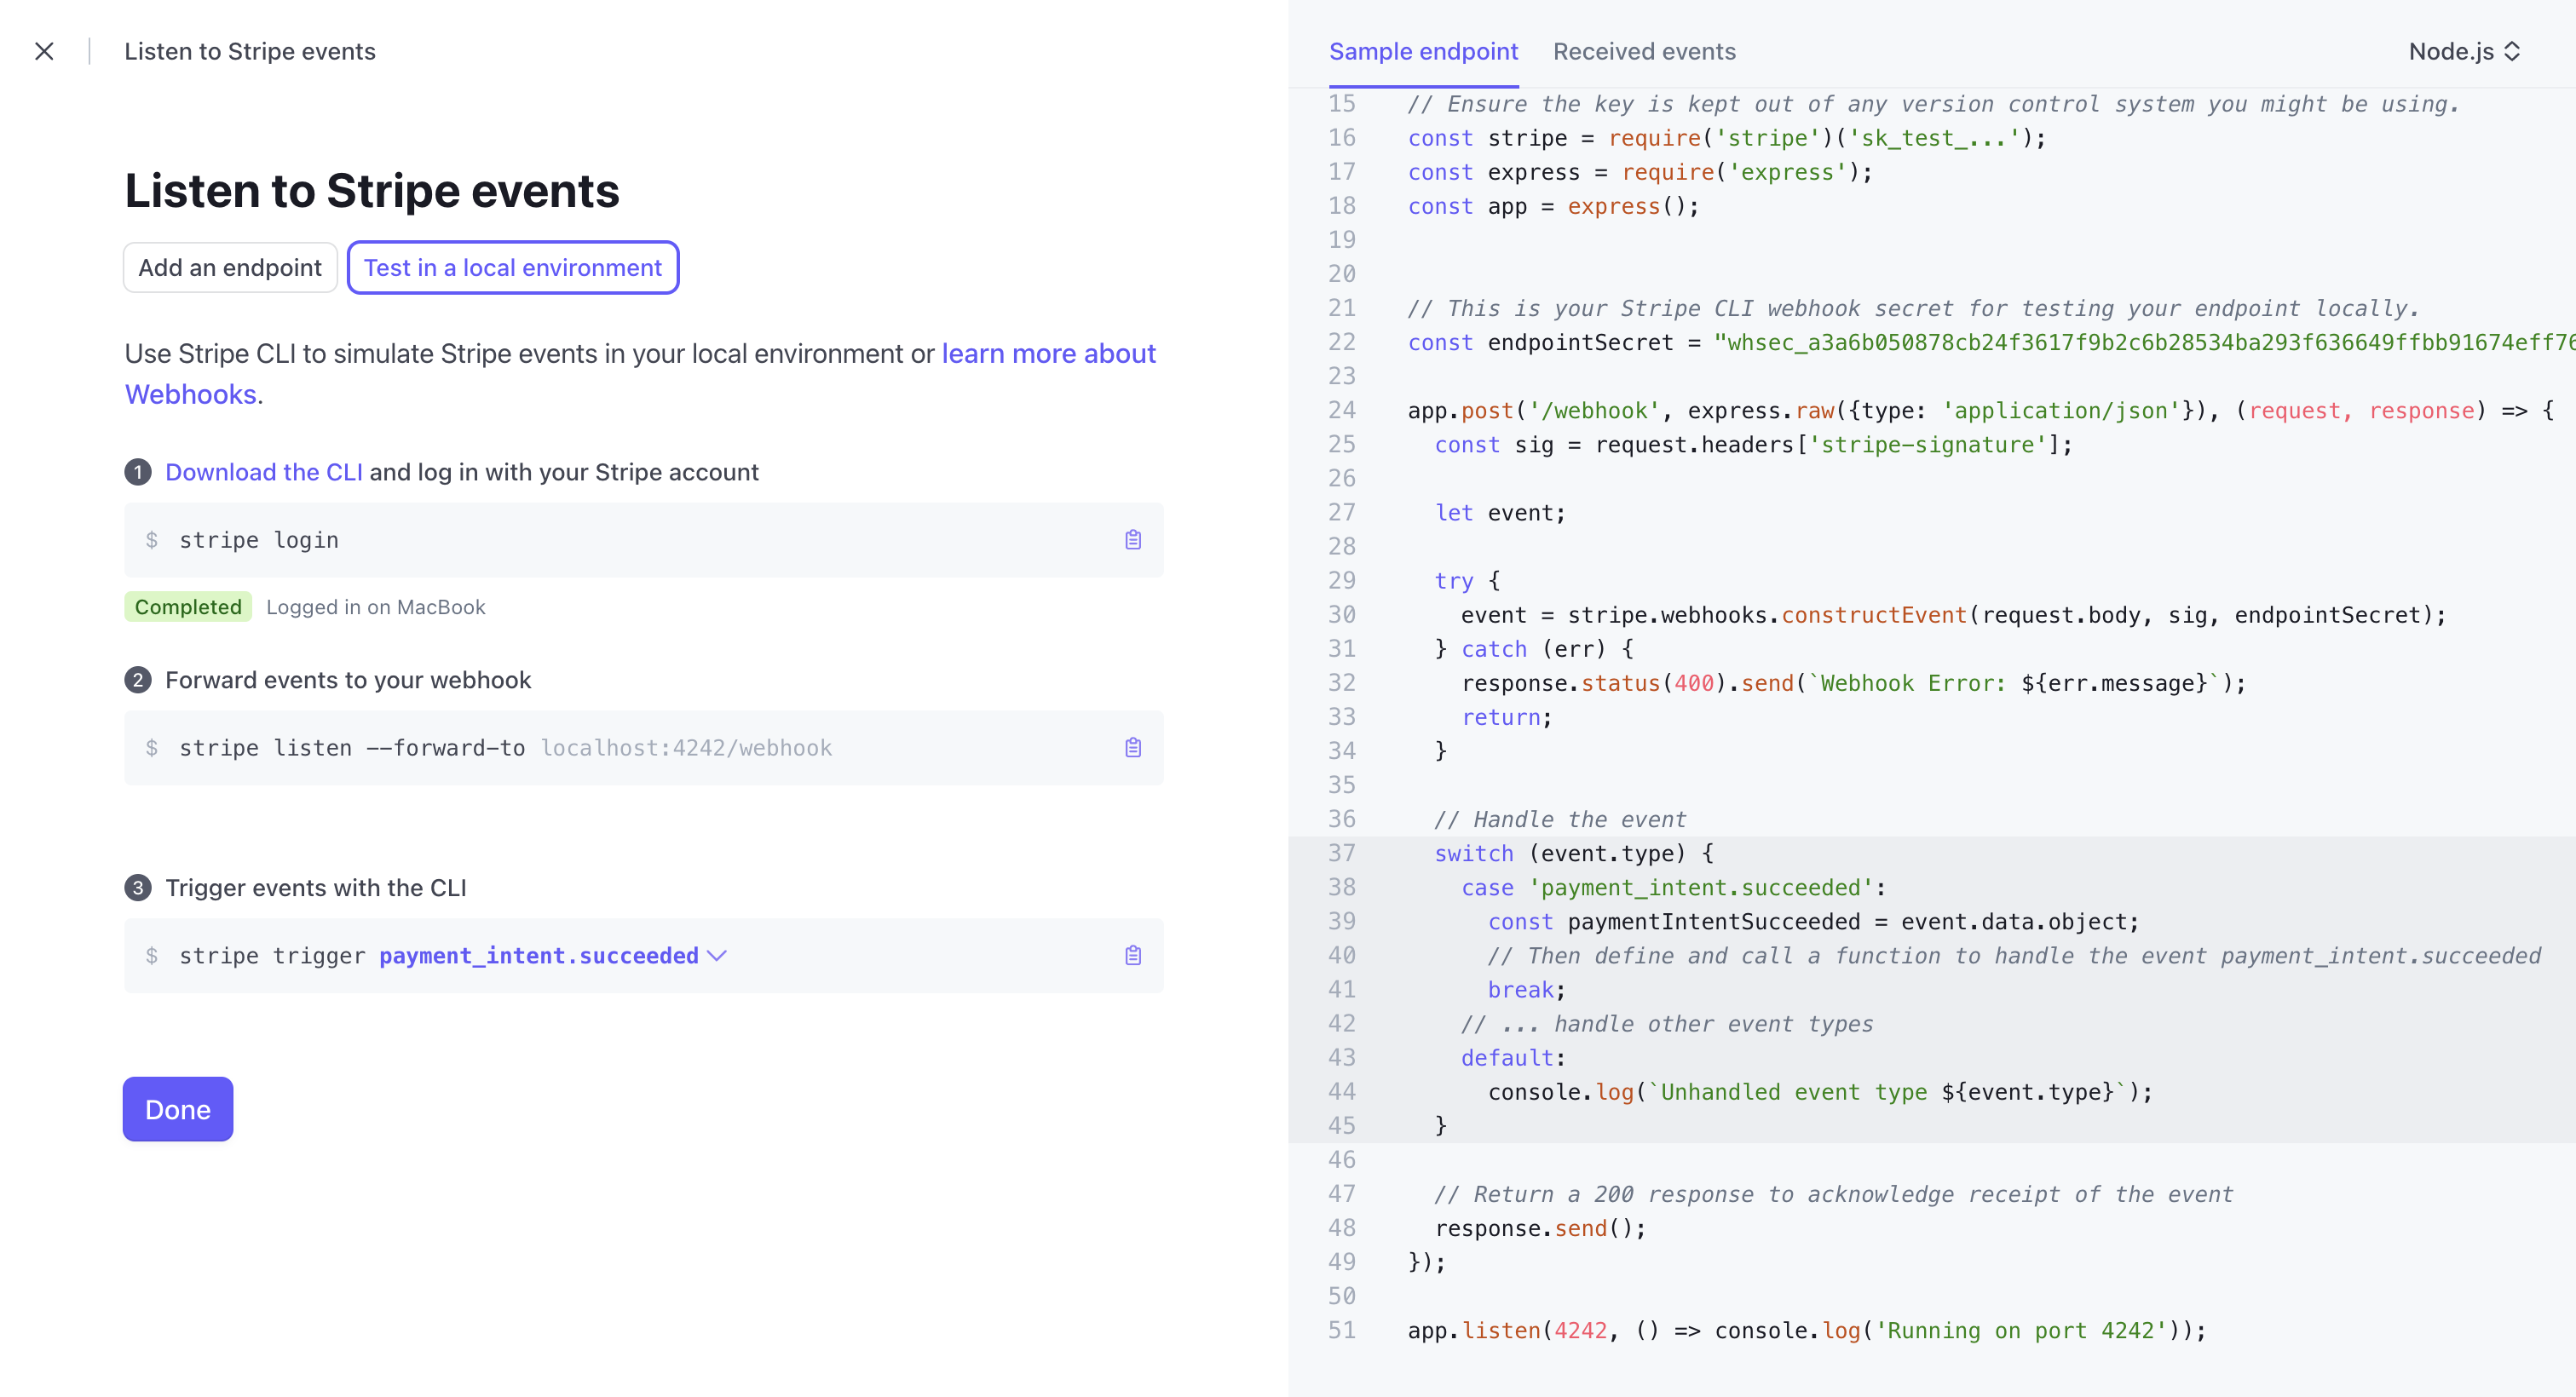 Listen to Stripe events
Listen to Stripe events
Add an endpoint
Test in a local environment
Use Stripe CLI to simulate Stripe events in your local environment or learn more about
Webhooks.
1 Download the CLI and log in with your Stripe account
$ stripe login
Completed Logged in on MacBook
2 Forward events to your webhook
$ stripe listen --forward-to localhost:4242/webhook
3 Trigger events with the CLI
$ stripe trigger payment_intent.succeeded
Done
Sample endpoint Received events Node.js
15 // Ensure the key is kept out of any version control system you might be using.
16 const stripe = require('stripe')('sk_test_...');
17 const express = require('express');
18 const app = express();
19
20
21 // This is your Stripe CLI webhook secret for testing your endpoint locally.
22 const endpointSecret = "whsec_a3a6b050878cb24f3617f9b2c6b28534ba293f636649ffbb91674eff76
23
24 app.post('/webhook', express.raw({type: 'application/json'}), (request, response) => {
25   const sig = request.headers['stripe-signature'];
26
27   let event;
28
29   try {
30     event = stripe.webhooks.constructEvent(request.body, sig, endpointSecret);
31   } catch (err) {
32     response.status(400).send(`Webhook Error: ${err.message}`);
33     return;
34   }
35
36   // Handle the event
37   switch (event.type) {
38     case 'payment_intent.succeeded':
39       const paymentIntentSucceeded = event.data.object;
40       // Then define and call a function to handle the event payment_intent.succeeded
41       break;
42     // ... handle other event types
43     default:
44       console.log(`Unhandled event type ${event.type}`);
45   }
46
47   // Return a 200 response to acknowledge receipt of the event
48   response.send();
49 });
50
51 app.listen(4242, () => console.log('Running on port 4242'));